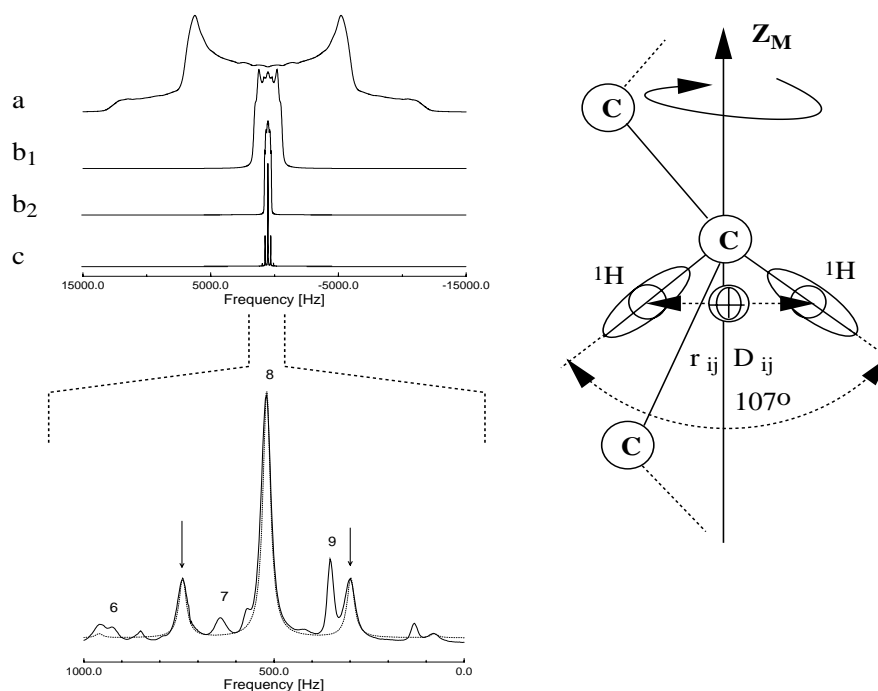 a
b1
b2
c
15000.0 5000.0 -5000.0 -15000.0
Frequency [Hz]
8
9
6
7
1000.0 500.0 0.0
Frequency [Hz]
ZM
C
C
1H
1H
r ij D ij
107o
C